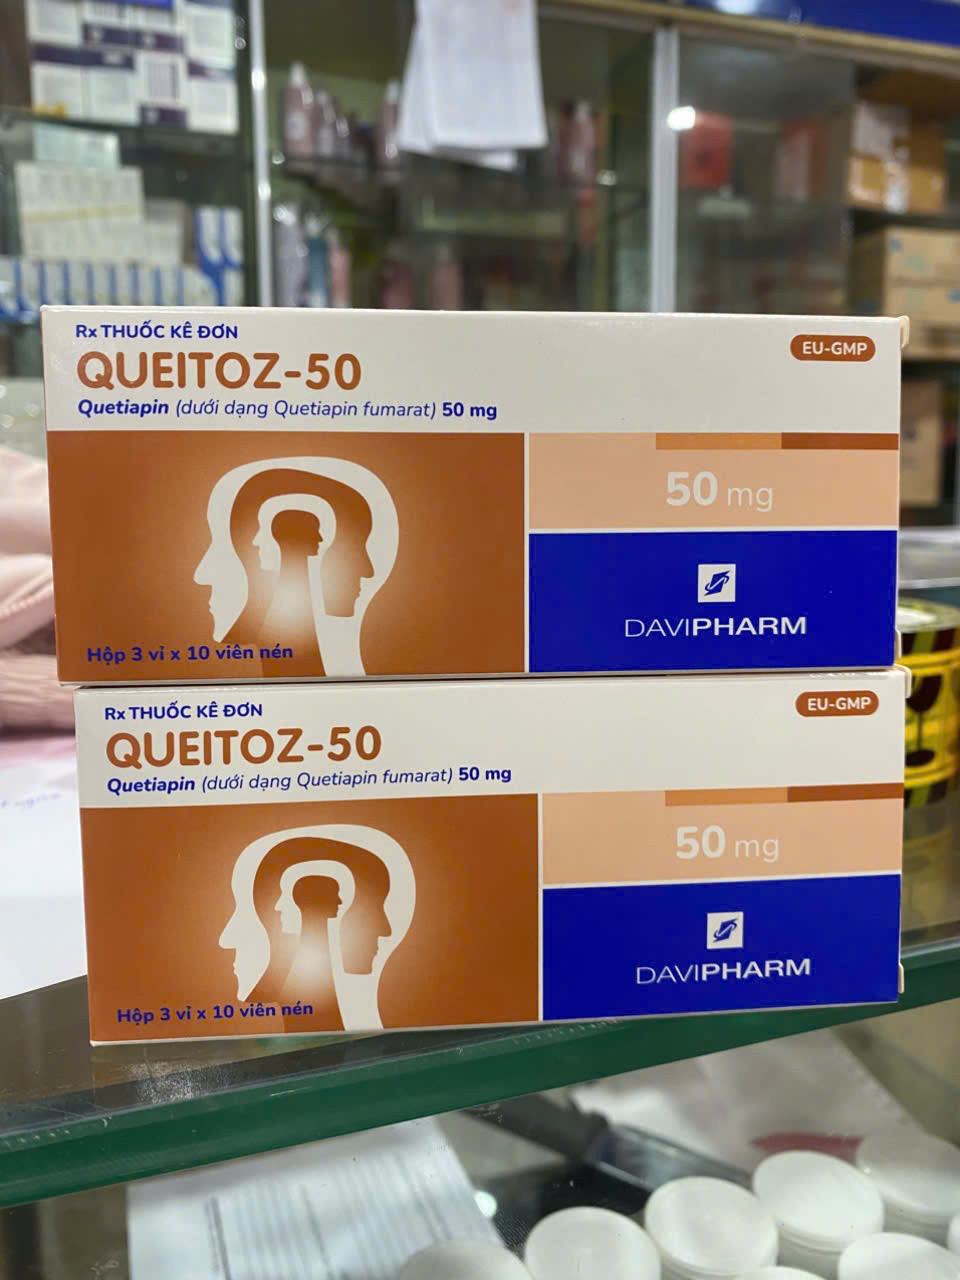 Rx THUỐC KÊ ĐƠN
EU-GMP
QUEITOZ-50
Quetiapin (dưới dạng Quetiapin fumarat) 50 mg
50 mg
DAVIPHARM
Hộp 3 vỉ x 10 viên nén
Rx THUỐC KÊ ĐƠN
EU-GMP
QUEITOZ-50
Quetiapin (dưới dạng Quetiapin fumarat) 50 mg
50 mg
DAVIPHARM
Hộp 3 vỉ x 10 viên nén